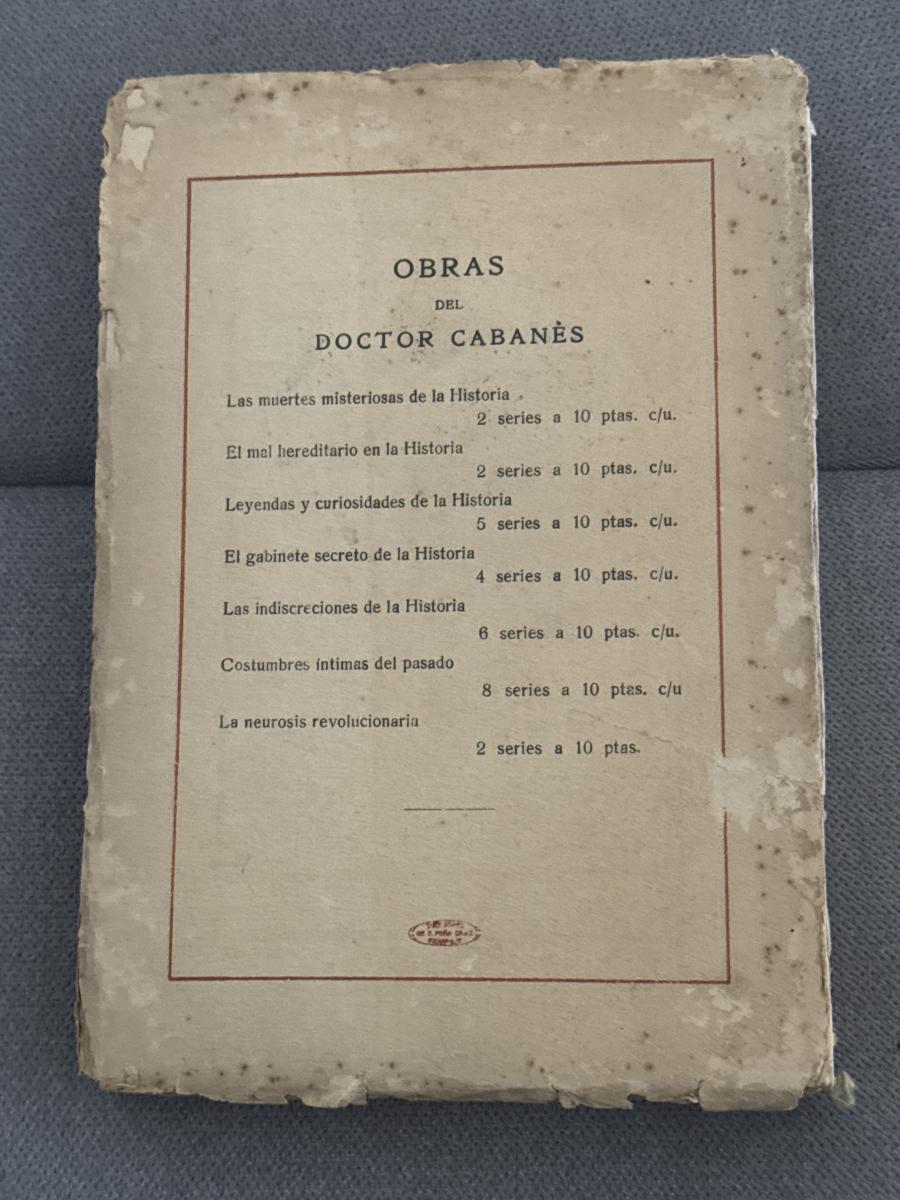 OBRAS
DEL
DOCTOR CABANÈS
Las muertes misteriosas de la Historia
2 series a 10 ptas. c/u.
El mal hereditario en la Historia
2 series a 10 ptas. c/u.
Leyendas y curiosidades de la Historia
5 series a 10 ptas. c/u.
El gabinete secreto de la Historia
4 series a 10 ptas. c/u.
Las indiscreciones de la Historia
6 series a 10 ptas. c/u.
Costumbres íntimas del pasado
8 series a 10 ptas. c/u
La neurosis revolucionaria
2 series a 10 ptas.
PEÑA